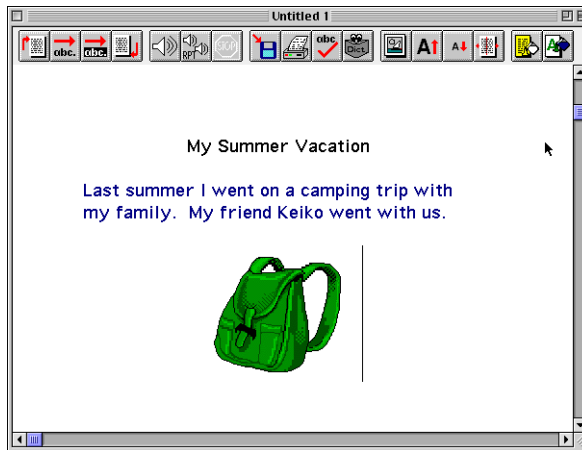 Untitled 1
abc. abc. RPT STOP abc Dict A A A
My Summer Vacation
Last summer I went on a camping trip with
my family. My friend Keiko went with us.